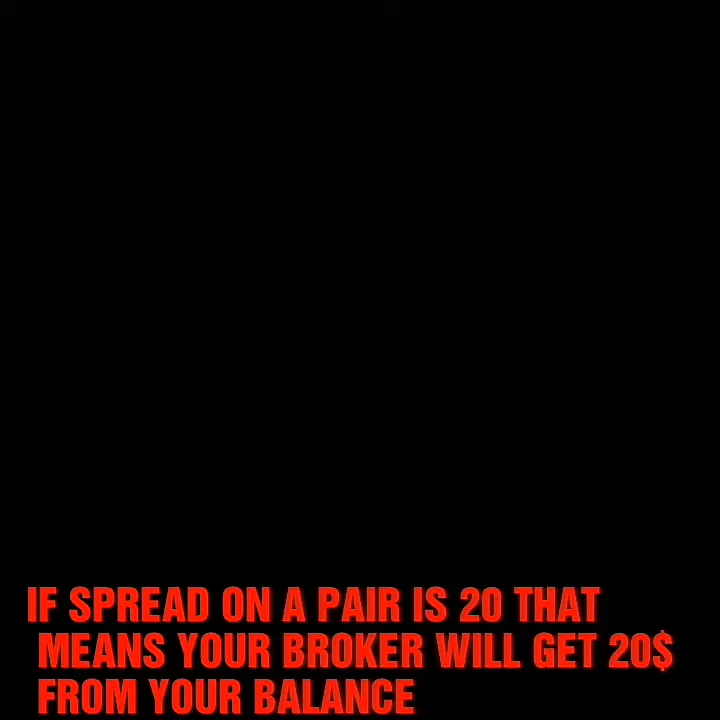 IF SPREAD ON A PAIR IS 20 THAT
MEANS YOUR BROKER WILL GET 20$
FROM YOUR BALANCE